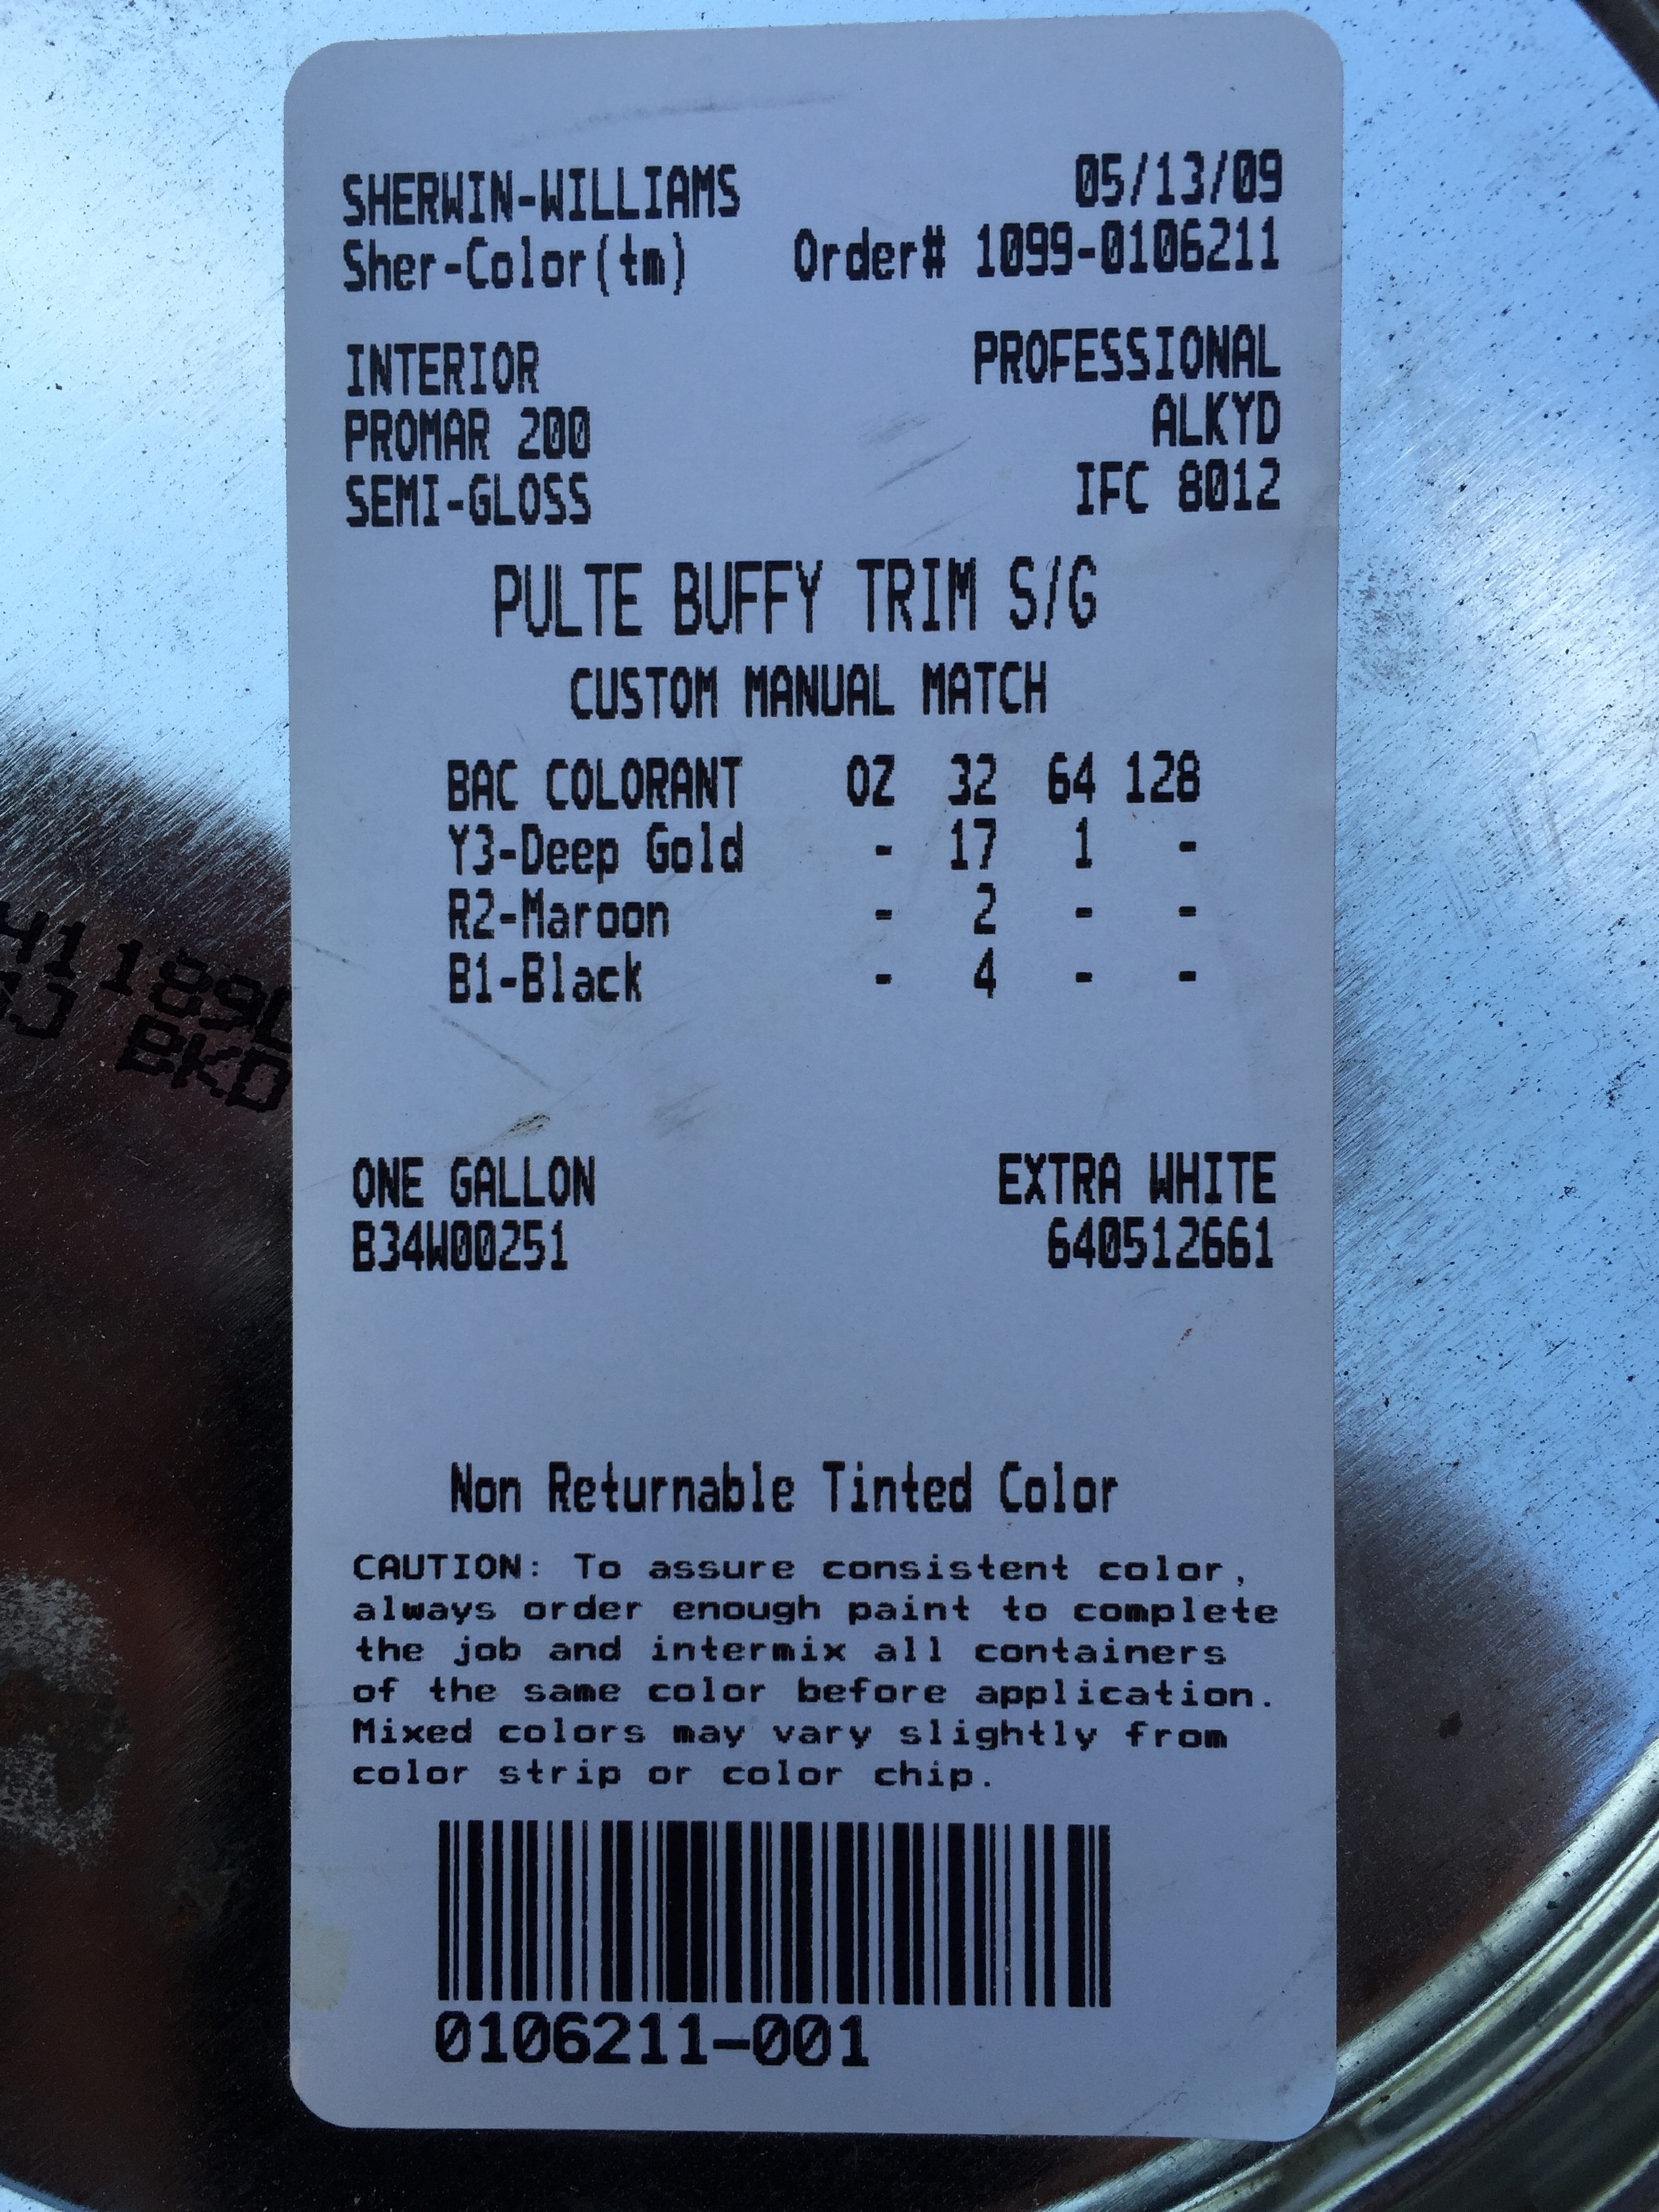 SHERWIN-WILLIAMS 05/13/09
Sher-Color(tm) Order# 1099-0106211
INTERIOR PROFESSIONAL
PROMAR 200 ALKYD
SEMI-GLOSS IFC 8012
PULTE BUFFY TRIM S/G
CUSTOM MANUAL MATCH
BAC COLORANT OZ 32 64 128
Y3-Deep Gold - 17 1 -
R2-Maroon - 2 - -
B1-Black - 4 - -
BKD
ONE GALLON EXTRA WHITE
B34W00251 640512661
Non Returnable Tinted Color
CAUTION: To assure consistent color,
always order enough paint to complete
the job and intermix all containers
of the same color before application.
Mixed colors may vary slightly from
color strip or color chip.
0106211-001